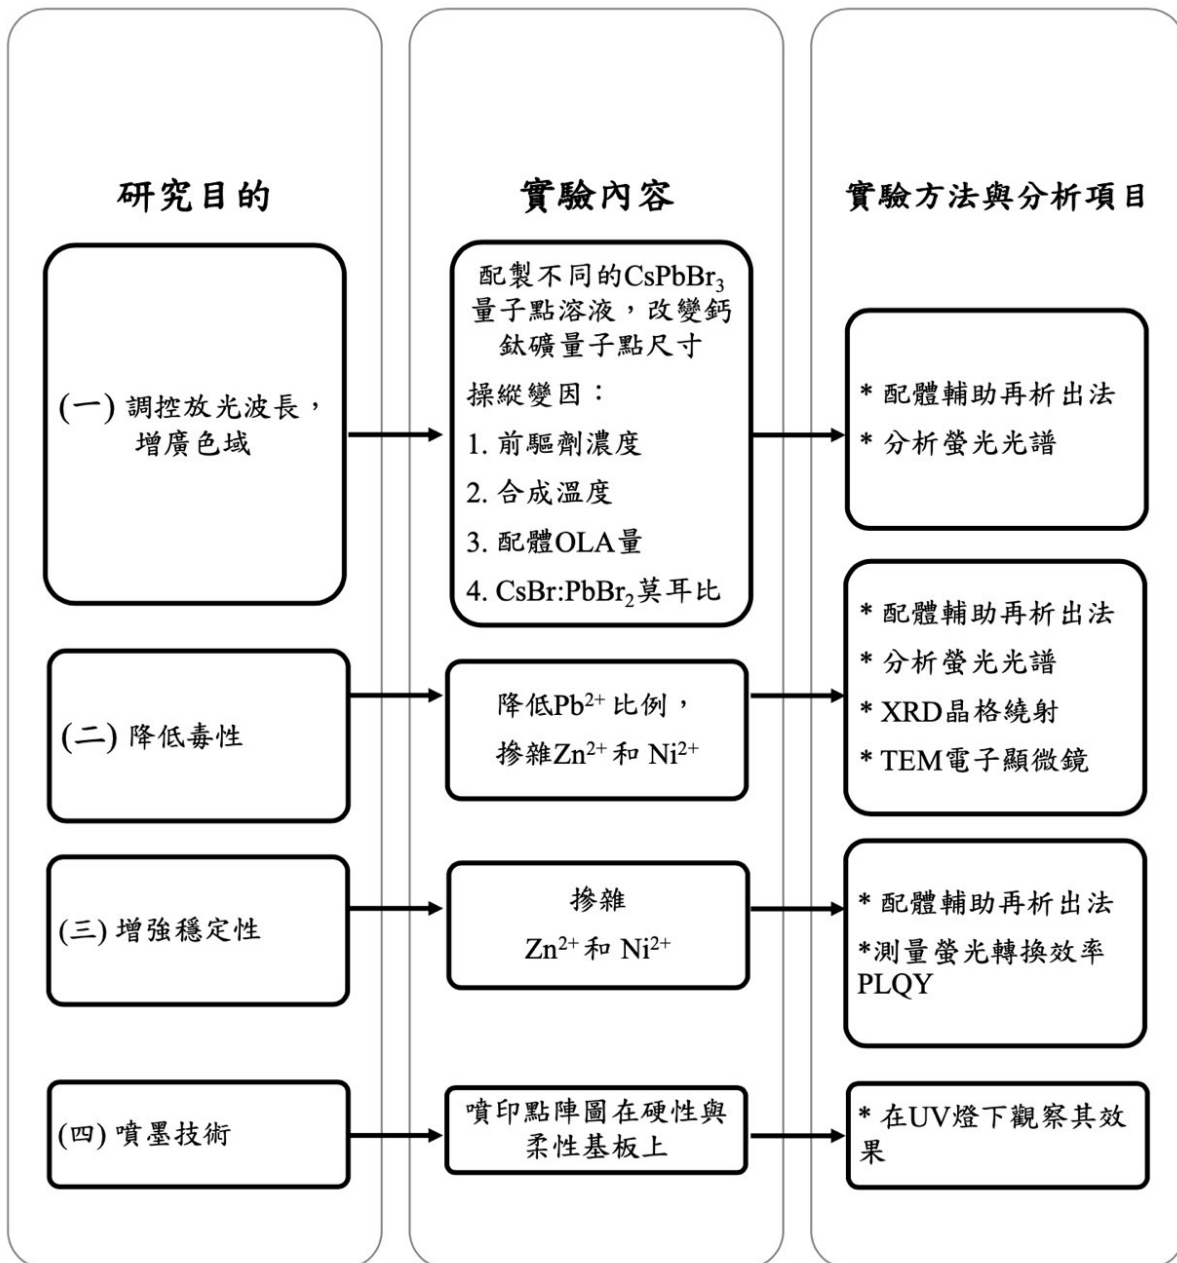 研究目的
實驗內容
實驗方法與分析項目
(一) 調控放光波長，
增廣色域
配製不同的CsPbBr₃
量子點溶液，改變鈣
鈦礦量子點尺寸
操縱變因：
1. 前驅劑濃度
2. 合成溫度
3. 配體OLA量
4. CsBr:PbBr₂莫耳比
* 配體輔助再析出法
* 分析螢光光譜
(二) 降低毒性
降低Pb²⁺ 比例，
摻雜Zn²⁺ 和 Ni²⁺
* 配體輔助再析出法
* 分析螢光光譜
* XRD晶格繞射
* TEM電子顯微鏡
(三) 增強穩定性
摻雜
Zn²⁺ 和 Ni²⁺
* 配體輔助再析出法
*測量螢光轉換效率
PLQY
(四) 噴墨技術
噴印點陣圖在硬性與
柔性基板上
* 在UV燈下觀察其效
果